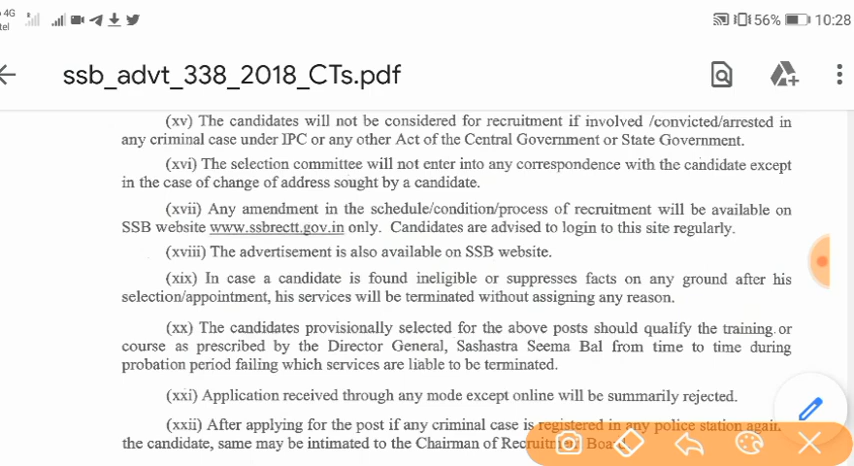 4G
56%
10:28
tel
ssb_advt_338_2018_CTs.pdf
(xv) The candidates will not be considered for recruitment if involved /convicted/arrested in
any criminal case under IPC or any other Act of the Central Government or State Government.
(xvi) The selection committee will not enter into any correspondence with the candidate except
in the case of change of address sought by a candidate.
(xvii) Any amendment in the schedule/condition/process of recruitment will be available on
SSB website www.ssbrectt.gov.in only. Candidates are advised to login to this site regularly.
(xviii) The advertisement is also available on SSB website.
(xix) In case a candidate is found ineligible or suppresses facts on any ground after his
selection/appointment, his services will be terminated without assigning any reason.
(xx) The candidates provisionally selected for the above posts should qualify the training or
course as prescribed by the Director General, Sashastra Seema Bal from time to time during
probation period failing which services are liable to be terminated.
(xxi) Application received through any mode except online will be summarily rejected.
(xxii) After applying for the post if any criminal case is registered in any police station
the candidate, same may be intimated to the Chairman of Recruitment